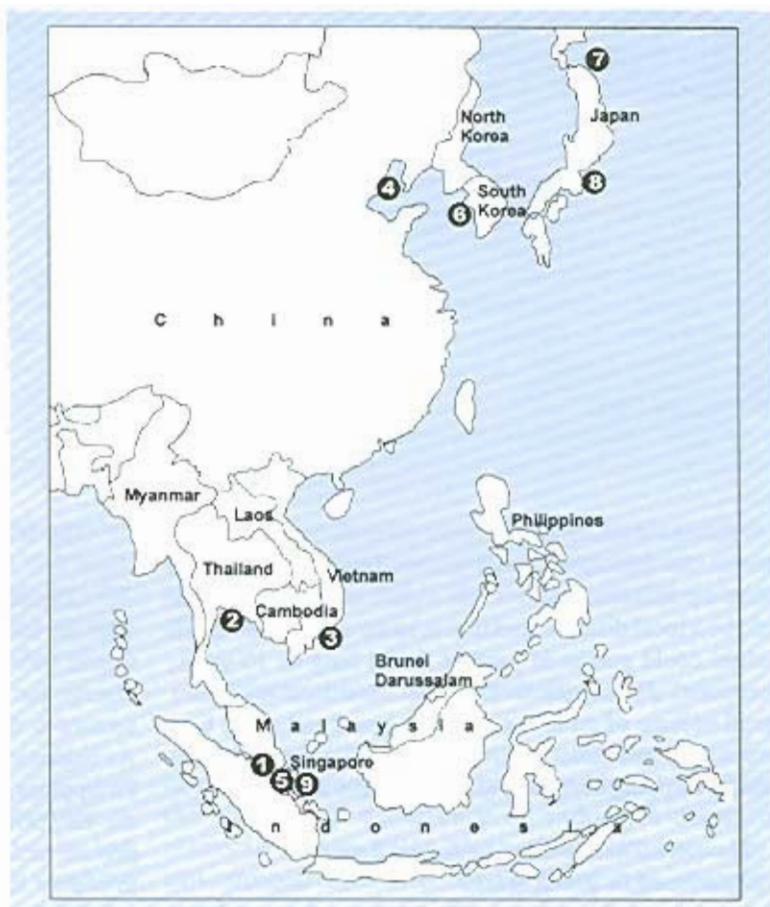 7
North
Korea
Japan
4
South
Korea
8
6
C h i n a
Myanmar
Laos
Philippines
Thailand
Vietnam
2
Cambodia
3
Brunei
Darussalam
M a l a y s i a
1
Singapore
5
9
I n d o n e s i a